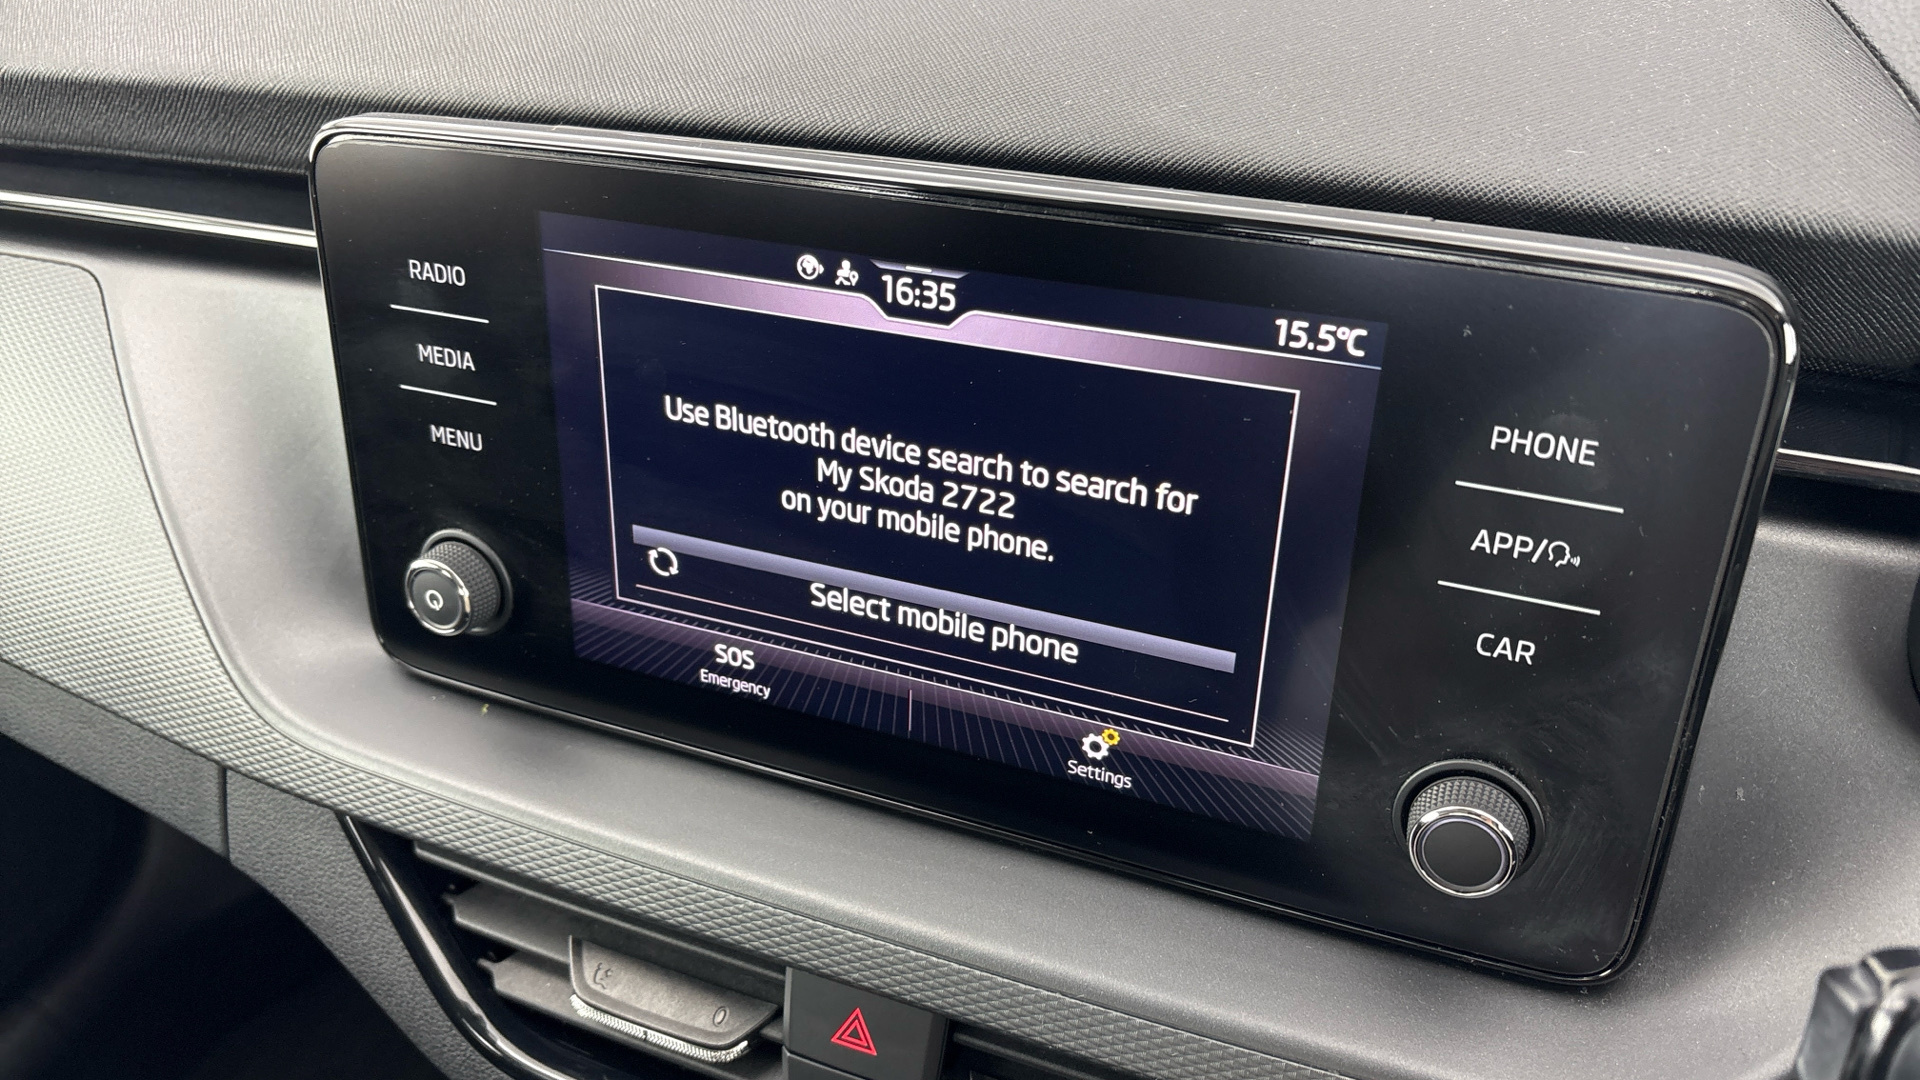 RADIO
MEDIA
MENU
16:35
15.5°C
Use Bluetooth device search to search for
My Skoda 2722
on your mobile phone.
Select mobile phone
SOS
Emergency
Settings
PHONE
APP/
CAR